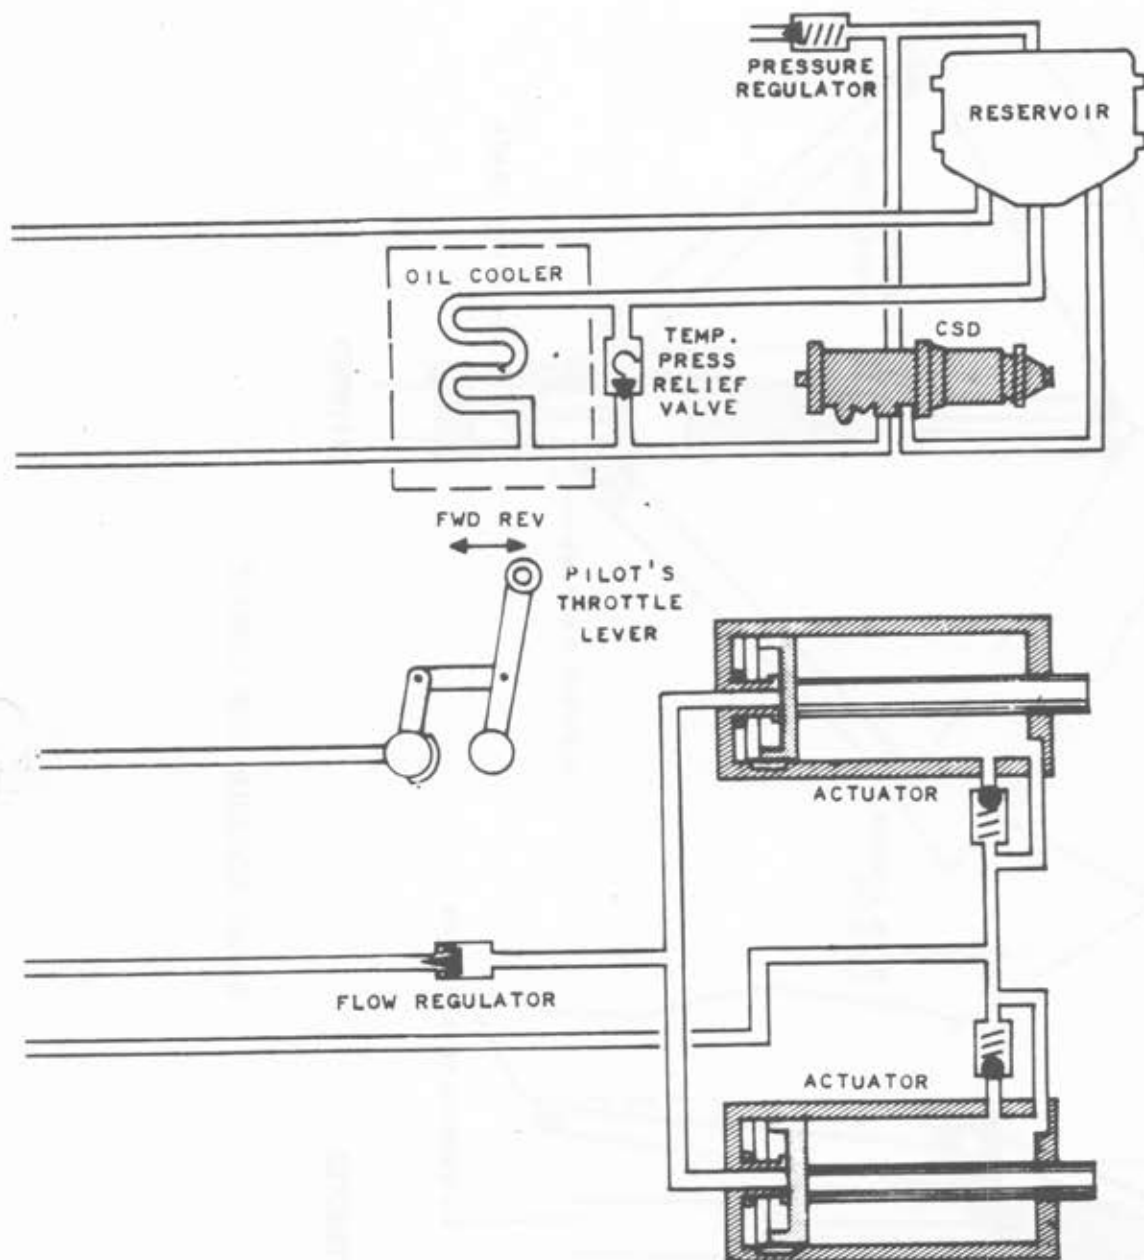 PRESSURE
REGULATOR
RESERVOIR
OIL COOLER
TEMP.
PRESS
RELIEF
VALVE
CSD
FWD REV
PILOT'S
THROTTLE
LEVER
ACTUATOR
FLOW REGULATOR
ACTUATOR